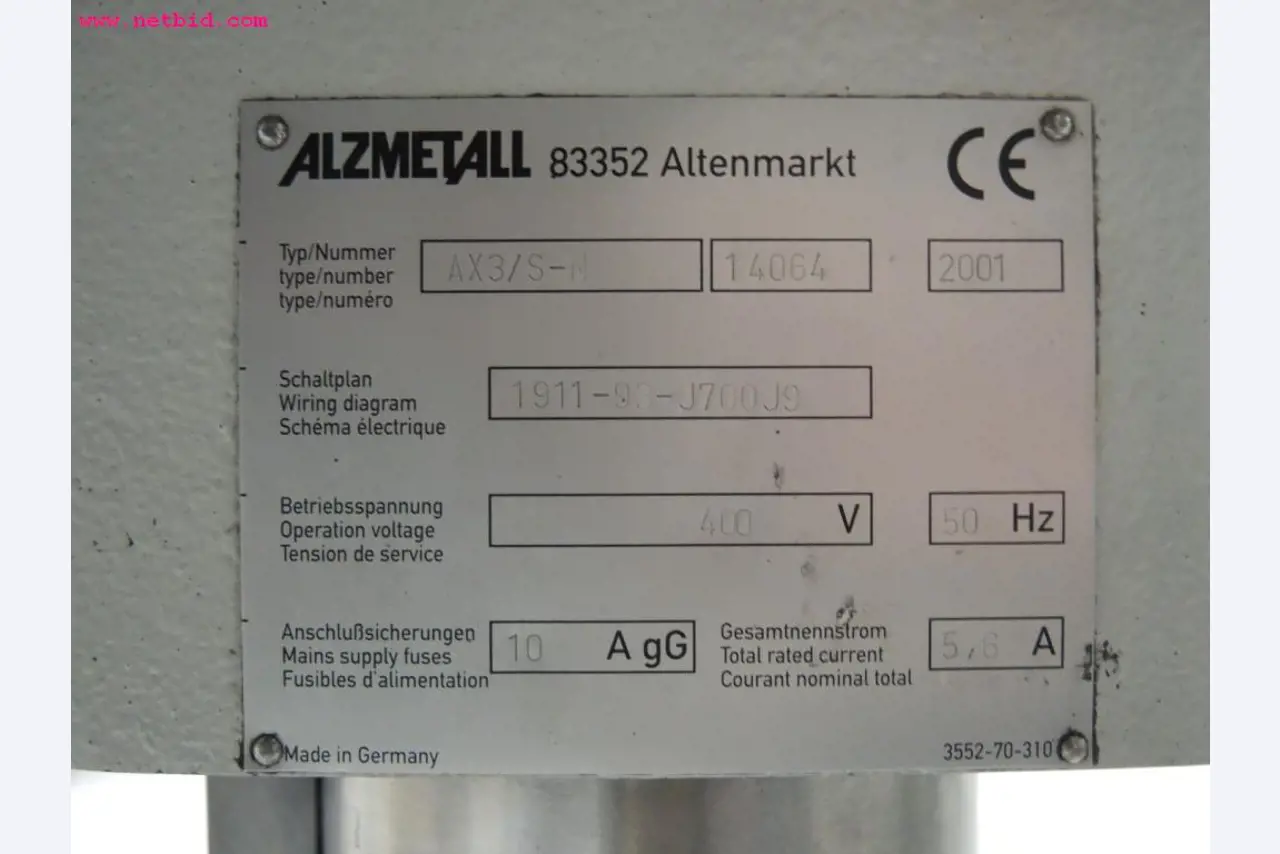 www.netbid.com
ALZMETALL 83352 Altenmarkt CE
Typ/Nummer
type/number
type/numéro
14064 2001
Schaltplan
Wiring diagram
Schéma électrique
Betriebsspannung
Operation voltage
Tension de service
400 V 50 Hz
Anschlußsicherungen
Mains supply fuses
Fusibles d'alimentation
10 A gG
Gesamtnennstrom
Total rated current
Courant nominal total
5,6 A
Made in Germany
3552-70-310